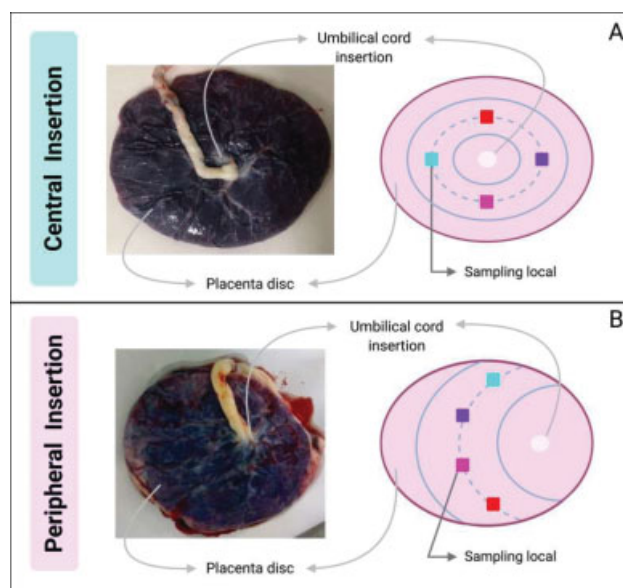 A
Central Insertion
Umbilical cord
insertion
Placenta disc
Sampling local
B
Peripheral Insertion
Umbilical cord
insertion
Placenta disc
Sampling local